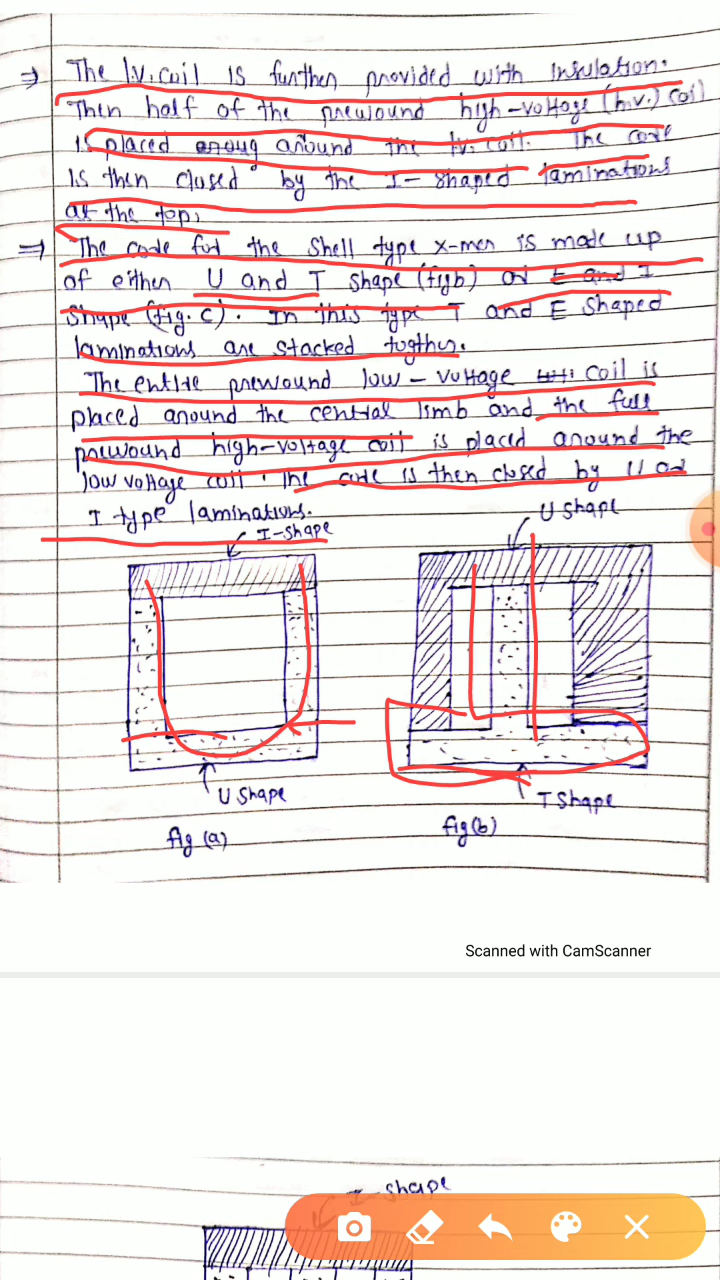 ⇒ The l.v. coil is further provided with Insulation.
Then half of the prewound high-voltage (h.v.) coil
is placed around the l.v. coil. The core
Is then closed by the I-shaped laminations
at the top.
⇒ The core for the Shell type x-mer is made up
of either U and T shape (figb) or E and I
Shape (fig. c). In this type T and E Shaped
laminations are stacked togther.
The entire prewound low-voltage coil is
placed around the central limb and the full
prewound high-voltage coil is placed around the
low voltage coil. The core is then closed by U or
I type laminations.
I-shape
U shape
U Shape
T Shape
fig (a)
fig(b)
Scanned with CamScanner
I-shape